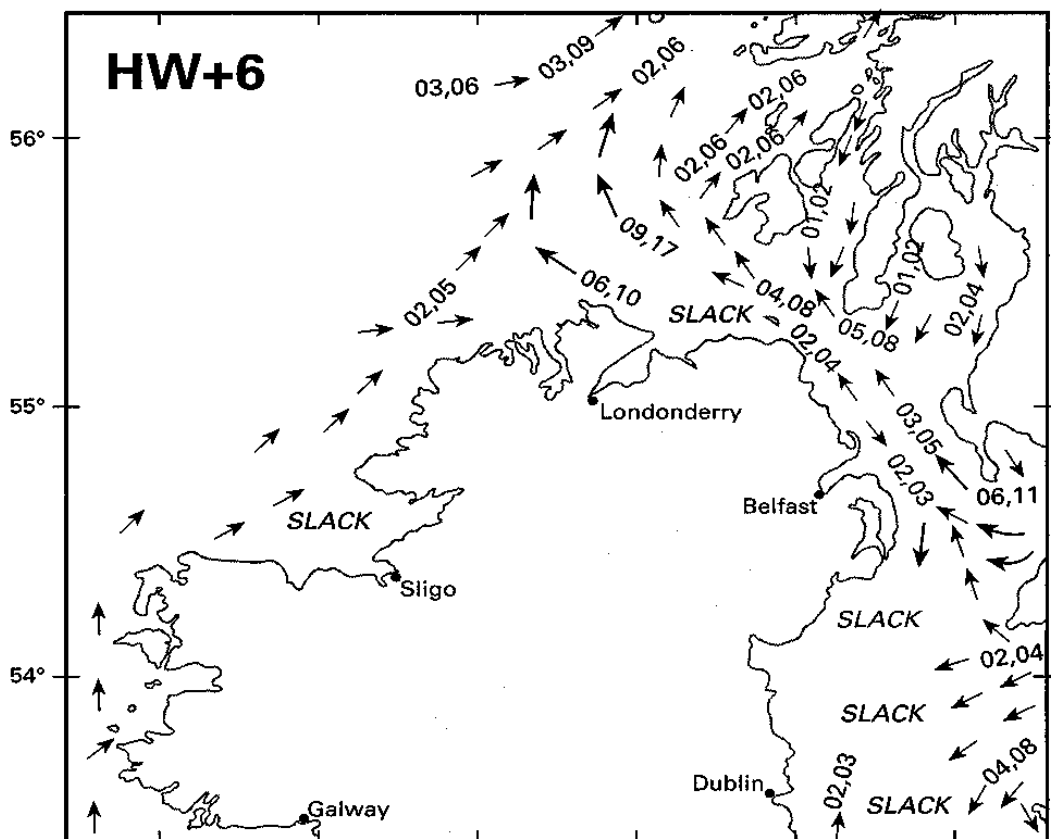 HW+6
03,06
03,09
02,06
02,06
56°
02,06
02,06
01,02
09,17
01,02
02,05
06,10
04,08
02,04
SLACK
05,08
02,04
55°
Londonderry
03,05
02,03
06,11
Belfast
SLACK
Sligo
SLACK
02,04
54°
SLACK
04,08
02,03
Dublin
SLACK
Galway